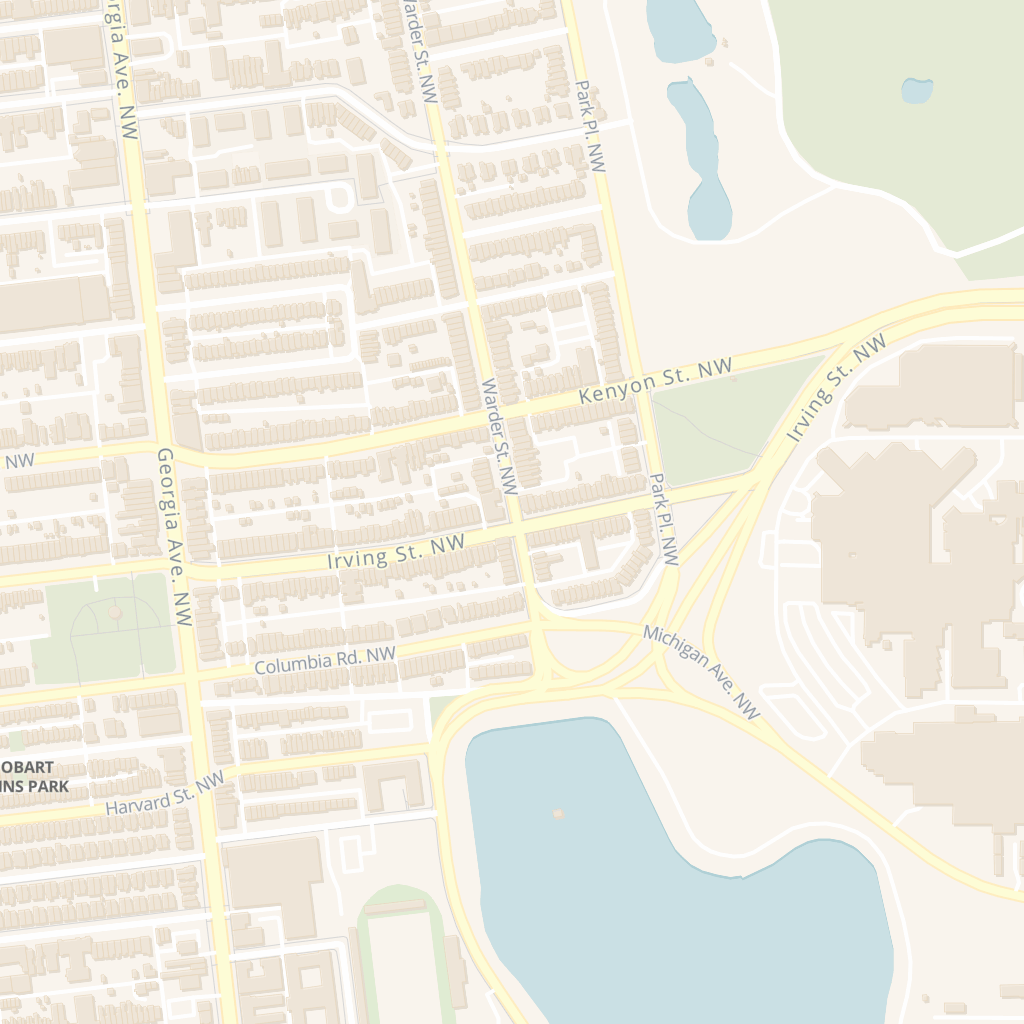 Georgia Ave. NW
Warder St. NW
Park Pl. NW
Irving St. NW
Kenyon St. NW
NW
Warder St. NW
Georgia Ave. NW
Park Pl. NW
Irving St. NW
Michigan Ave. NW
Columbia Rd. NW
OBART
INS PARK
Harvard St. NW